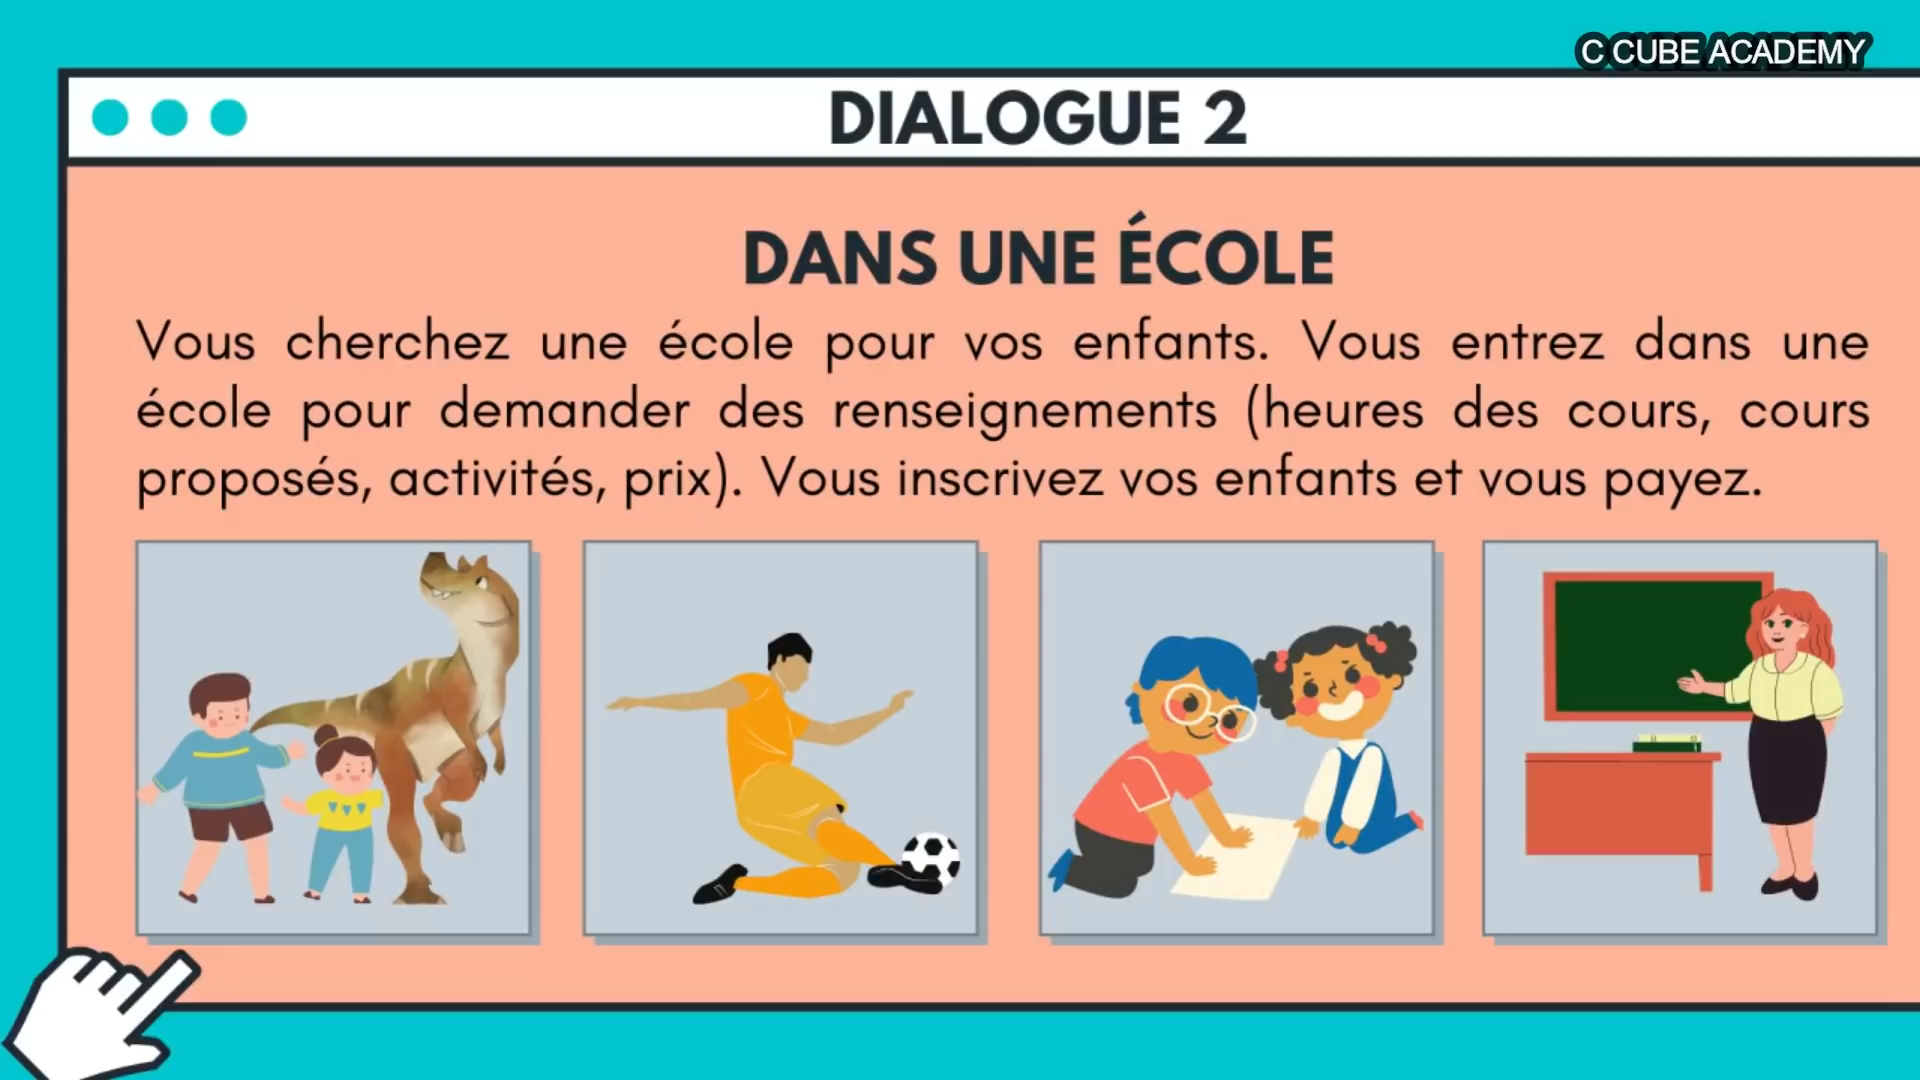 C CUBE ACADEMY
DIALOGUE 2
DANS UNE ÉCOLE
Vous cherchez une école pour vos enfants. Vous entrez dans une
école pour demander des renseignements (heures des cours, cours
proposés, activités, prix). Vous inscrivez vos enfants et vous payez.